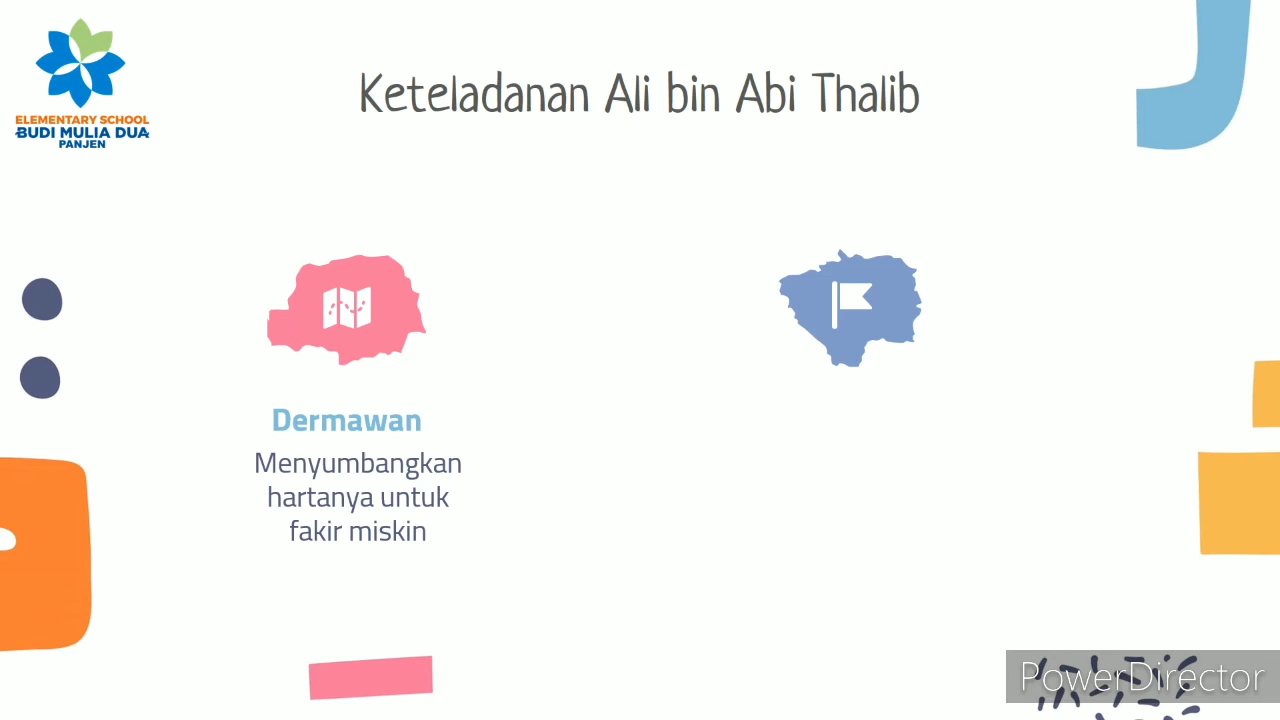 ELEMENTARY SCHOOL
BUDI MULIA DUA
PANJEN
Keteladanan Ali bin Abi Thalib
Dermawan
Menyumbangkan
hartanya untuk
fakir miskin
PowerDirector